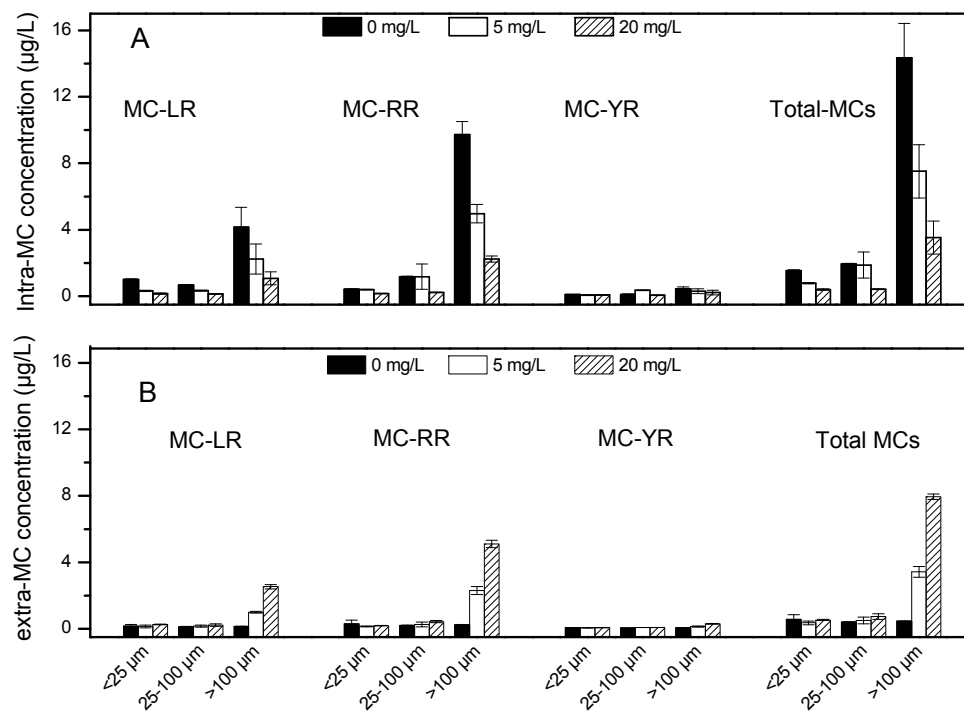 16
12
8
4
0
Intra-MC concentration (µg/L)
A
0 mg/L 5 mg/L 20 mg/L
MC-LR MC-RR MC-YR Total-MCs
16
12
8
4
0
extra-MC concentration (µg/L)
B
0 mg/L 5 mg/L 20 mg/L
MC-LR MC-RR MC-YR Total MCs
<25 µm 25-100 µm >100 µm <25 µm 25-100 µm >100 µm <25 µm 25-100 µm >100 µm <25 µm 25-100 µm >100 µm